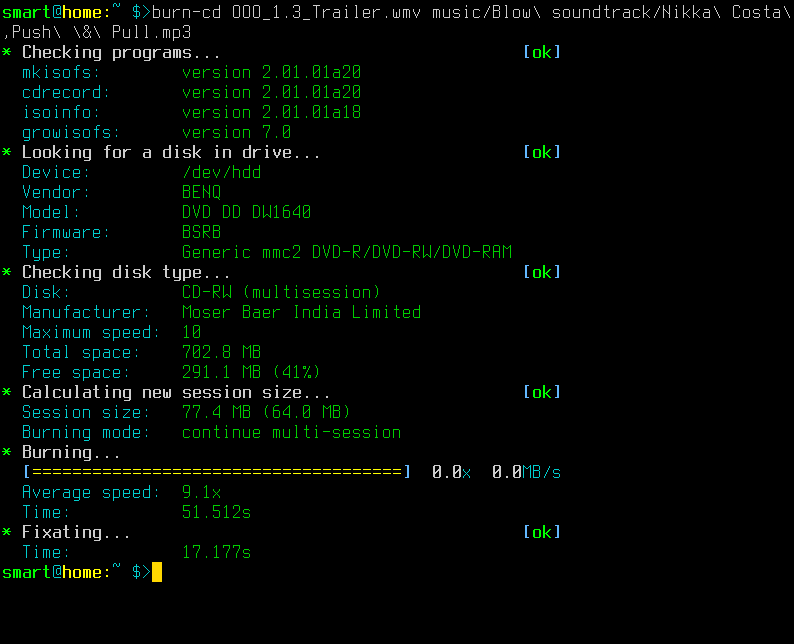 smart@home:~ $>burn-cd OOO_1.3_Trailer.wmv music/Blow\ soundtrack/Nikka\ Costa\
,Push\ \&\ Pull.mp3
* Checking programs... [ok]
mkisofs: version 2.01.01a20
cdrecord: version 2.01.01a20
isoinfo: version 2.01.01a18
growisofs: version 7.0
* Looking for a disk in drive... [ok]
Device: /dev/hdd
Vendor: BENQ
Model: DVD DD DW1640
Firmware: BSRB
Type: Generic mmc2 DVD-R/DVD-RW/DVD-RAM
* Checking disk type... [ok]
Disk: CD-RW (multisession)
Manufacturer: Moser Baer India Limited
Maximum speed: 10
Total space: 702.8 MB
Free space: 291.1 MB (41%)
* Calculating new session size... [ok]
Session size: 77.4 MB (64.0 MB)
Burning mode: continue multi-session
* Burning...
[=====================================] 0.0x 0.0MB/s
Average speed: 9.1x
Time: 51.512s
* Fixating... [ok]
Time: 17.177s
smart@home:~ $>